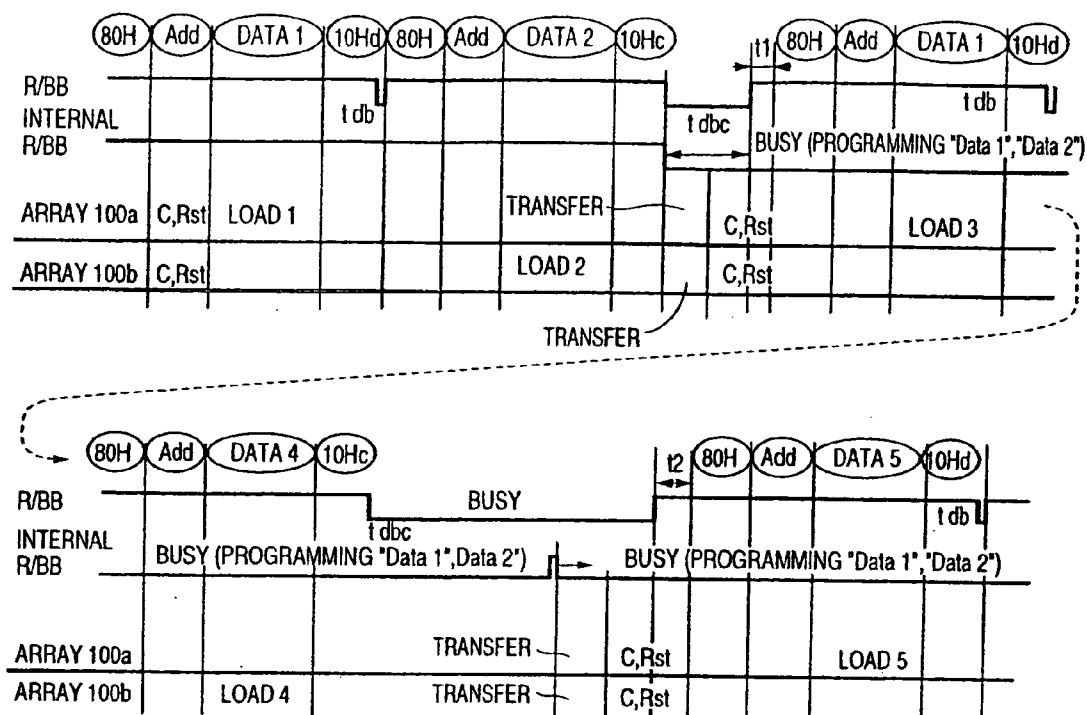 80H Add DATA 1 10Hd 80H Add DATA 2 10Hc t1 80H Add DATA 1 10Hd
R/BB
t db t dbc t db
INTERNAL
R/BB BUSY (PROGRAMMING "Data 1","Data 2")
ARRAY 100a C,Rst LOAD 1 TRANSFER C,Rst LOAD 3
ARRAY 100b C,Rst LOAD 2 C,Rst
TRANSFER
80H Add DATA 4 10Hc t2 80H Add DATA 5 10Hd
R/BB BUSY
t dbc t db
INTERNAL
R/BB BUSY (PROGRAMMING "Data 1",Data 2") BUSY (PROGRAMMING "Data 1","Data 2")
ARRAY 100a TRANSFER C,Rst LOAD 5
ARRAY 100b LOAD 4 TRANSFER C,Rst